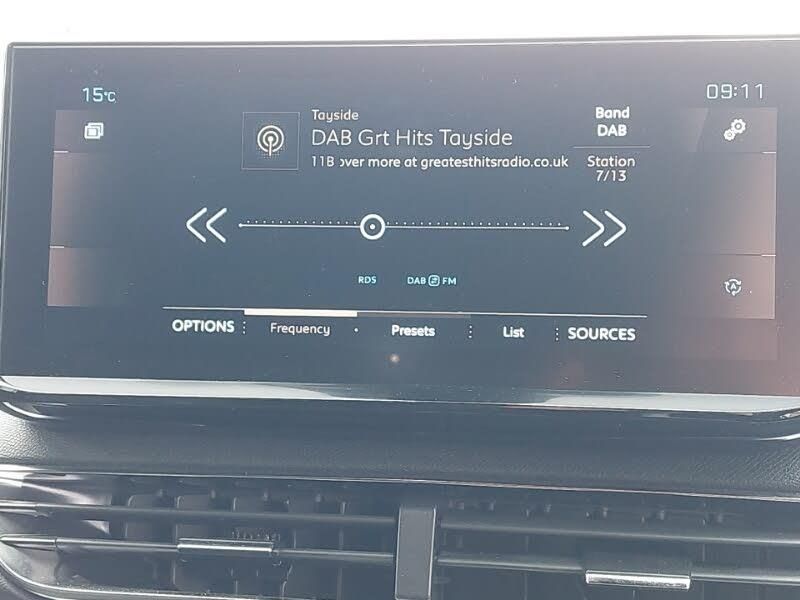 15°C
09:11
Tayside
DAB Grt Hits Tayside
11B over more at greatesthitsradio.co.uk
Band
DAB
Station
7/13
RDS
DAB FM
OPTIONS
Frequency
Presets
List
SOURCES